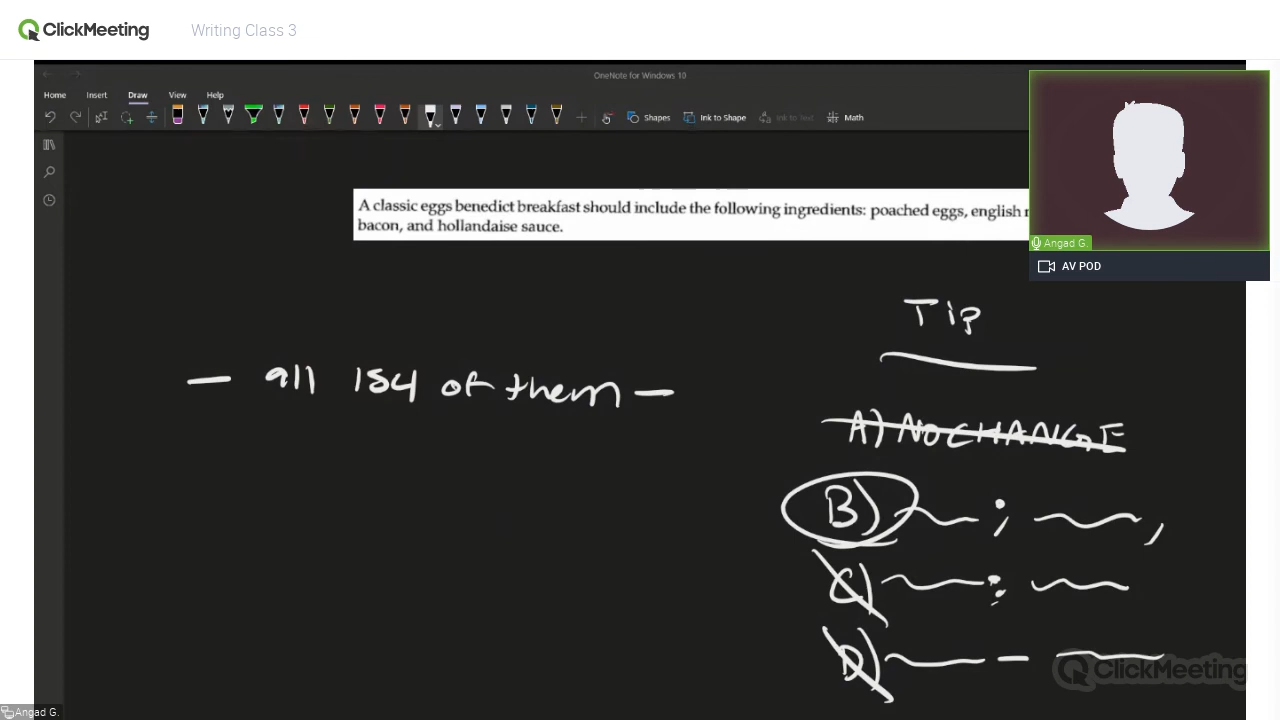 ClickMeeting Writing Class 3
OneNote for Windows 10
Home Insert Draw View Help
Shapes Ink to Shape Ink to Text Math
A classic eggs benedict breakfast should include the following ingredients: poached eggs, english
bacon, and hollandaise sauce.
Angad G.
AV POD
Tip
— all 154 of them —
A) NO CHANGE
B) ; ,
C) :
D) —
ClickMeeting
Angad G.